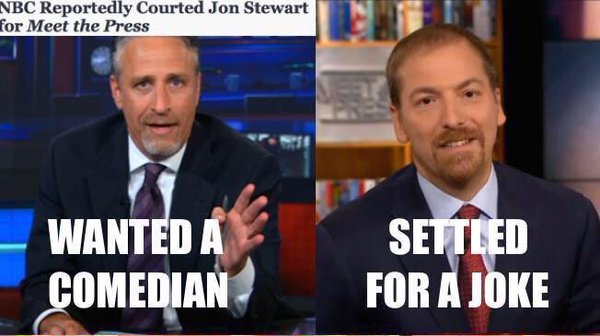 NBC Reportedly Courted Jon Stewart
for Meet the Press
WANTED A
COMEDIAN
SETTLED
FOR A JOKE